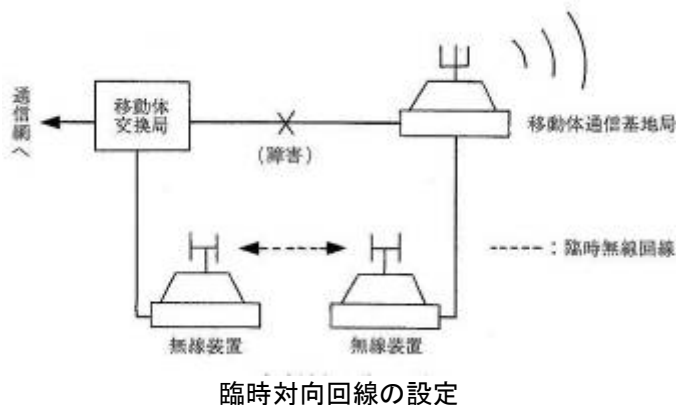 通信網へ
移動体
交換局
(障害)
移動体通信基地局
-----：臨時無線回線
無線装置
無線装置
臨時対向回線の設定